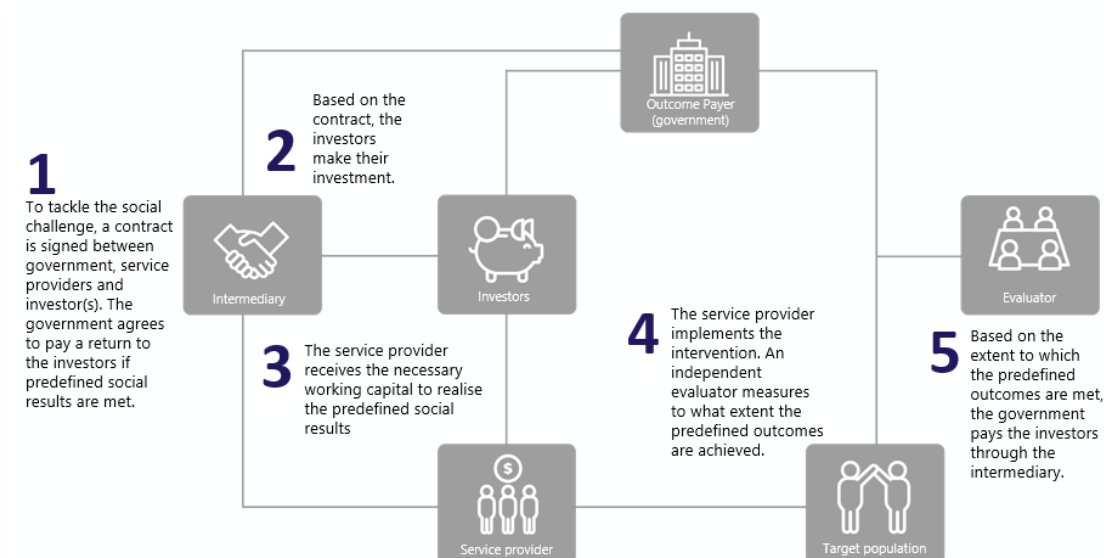 Outcome Payer
(government)
2
Based on the
contract, the
investors
make their
investment.
1
To tackle the social
challenge, a contract
is signed between
government, service
providers and
investor(s). The
government agrees
to pay a return to
the investors if
predefined social
results are met.
Intermediary
Investors
Evaluator
3
The service provider
receives the necessary
working capital to realise
the predefined social
results
4
The service provider
implements the
intervention. An
independent
evaluator measures
to what extent the
predefined outcomes
are achieved.
5
Based on the
extent to which
the predefined
outcomes are met,
the government
pays the investors
through the
intermediary.
$
Service provider
Target population